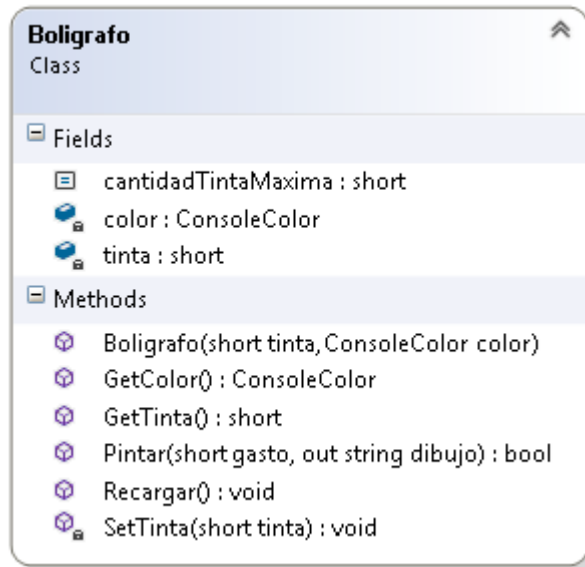 Boligrafo
Class
Fields
cantidadTintaMaxima : short
color : ConsoleColor
tinta : short
Methods
Boligrafo(short tinta,ConsoleColor color)
GetColor() : ConsoleColor
GetTinta() : short
Pintar(short gasto, out string dibujo) : bool
Recargar() : void
SetTinta(short tinta) : void